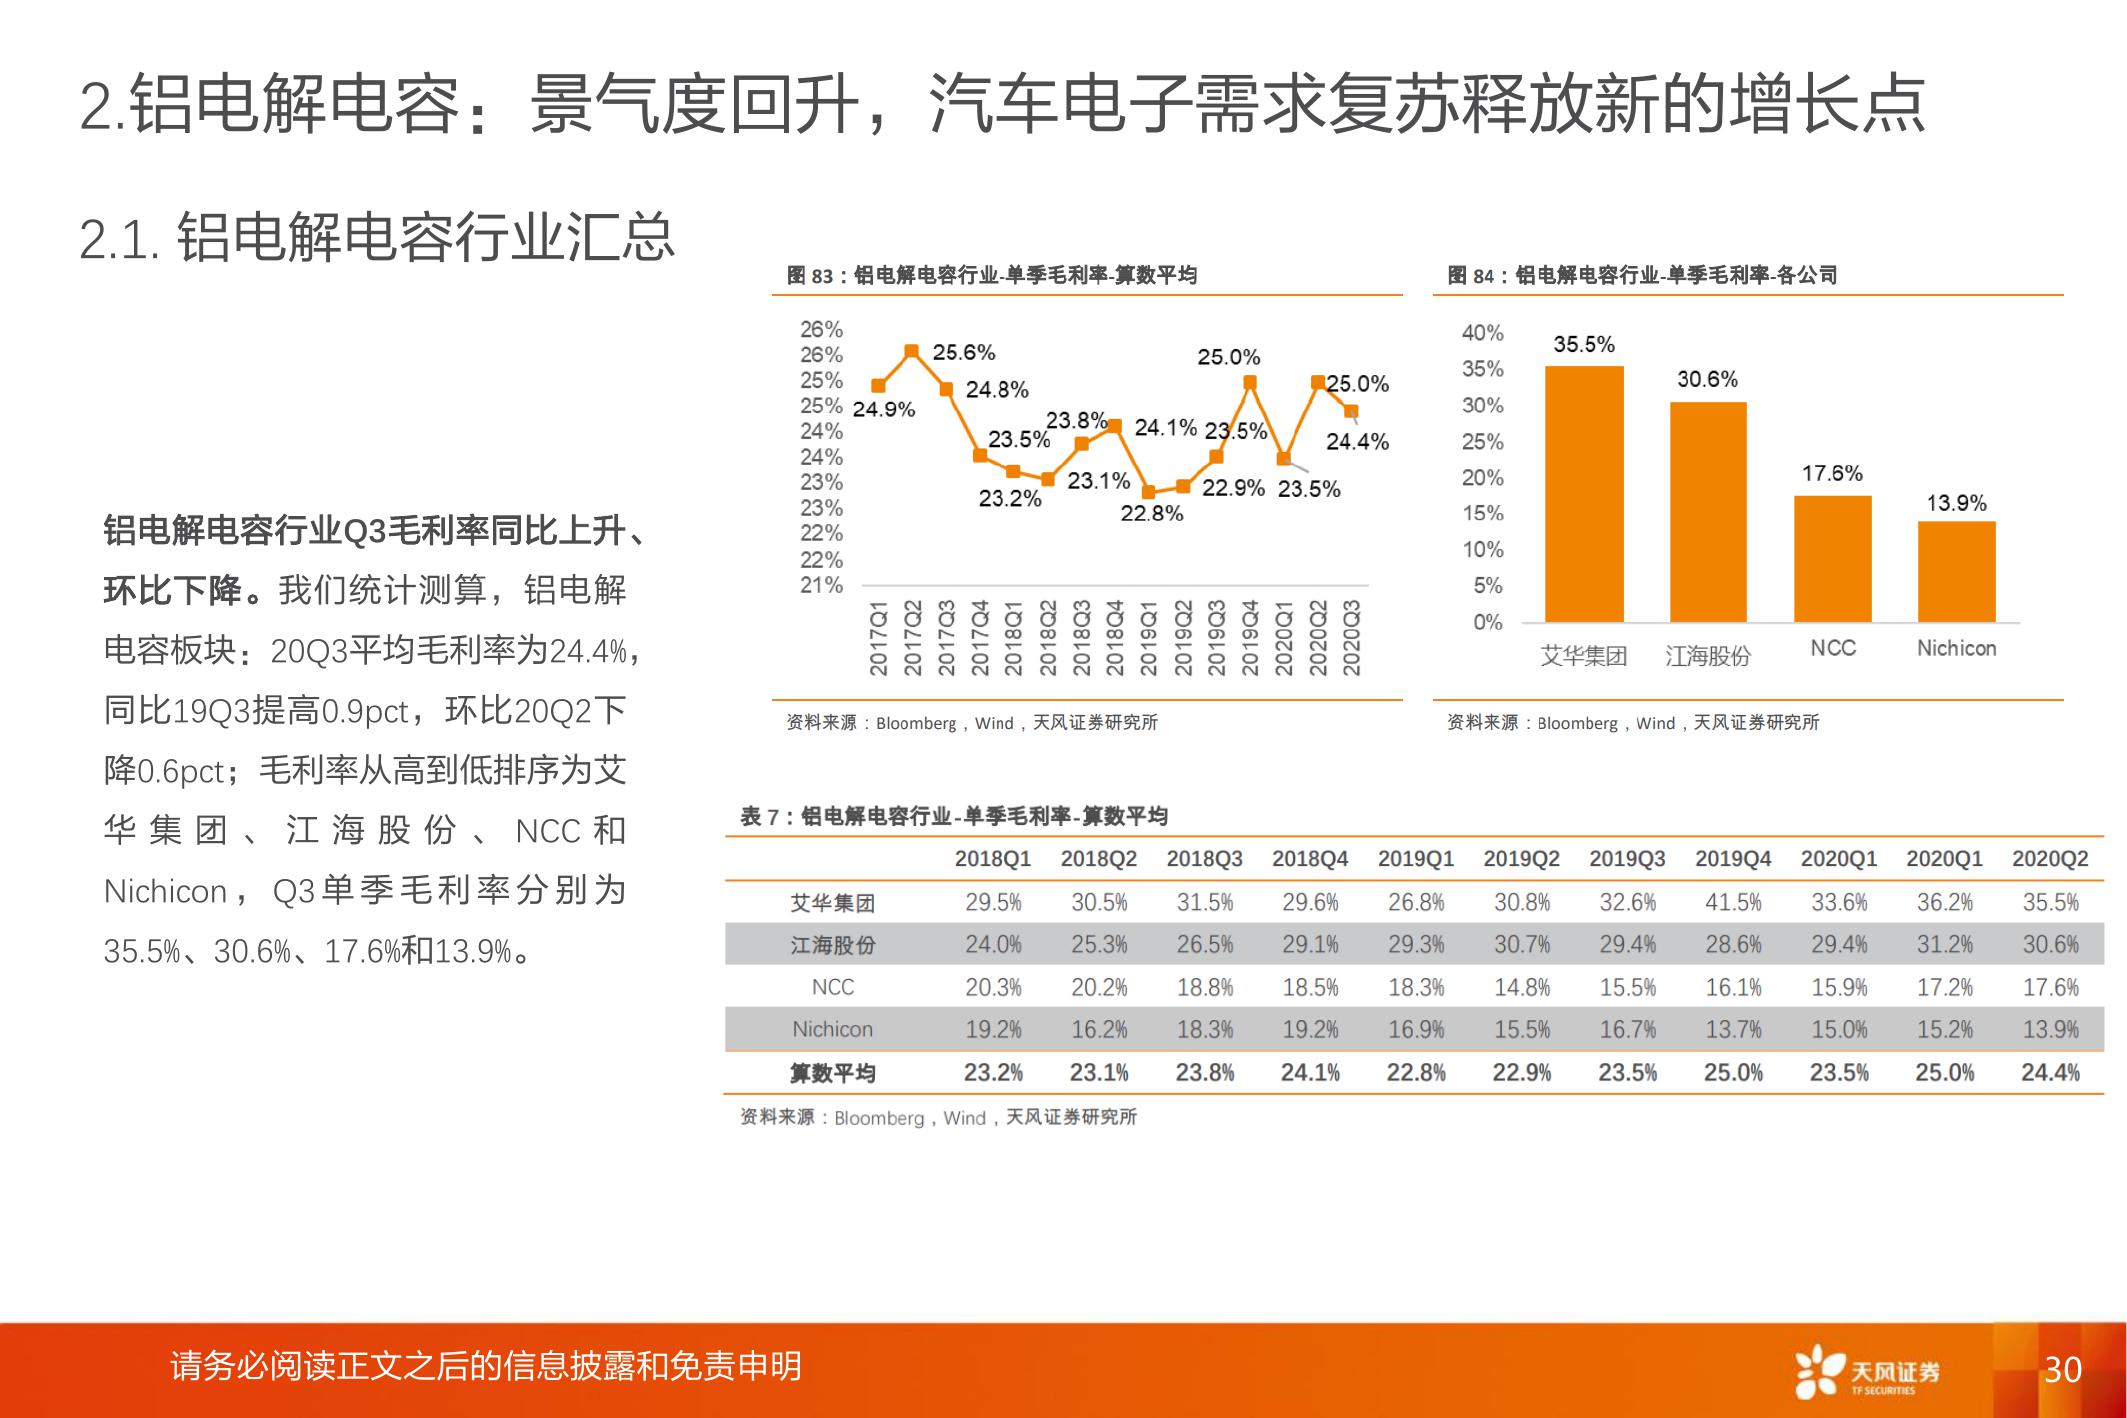 2.铝电解电容：景气度回升，汽车电子需求复苏释放新的增长点
2.1. 铝电解电容行业汇总
铝电解电容行业Q3毛利率同比上升、
环比下降。我们统计测算，铝电解
电容板块：20Q3平均毛利率为24.4%，
同比19Q3提高0.9pct，环比20Q2下
降0.6pct；毛利率从高到低排序为艾
华集团、江海股份、NCC和
Nichicon，Q3单季毛利率分别为
35.5%、30.6%、17.6%和13.9%。
图 83：铝电解电容行业-单季毛利率-算数平均
26%
26%
25%
25%
24%
24%
23%
23%
22%
22%
21%
24.9%
25.6%
24.8%
23.5%
23.2%
23.1%
23.8%
24.1%
22.8%
22.9%
23.5%
25.0%
23.5%
25.0%
24.4%
2017Q1
2017Q2
2017Q3
2017Q4
2018Q1
2018Q2
2018Q3
2018Q4
2019Q1
2019Q2
2019Q3
2019Q4
2020Q1
2020Q2
2020Q3
资料来源：Bloomberg，Wind，天风证券研究所
图 84：铝电解电容行业-单季毛利率-各公司
40%
35%
30%
25%
20%
15%
10%
5%
0%
35.5%
30.6%
17.6%
13.9%
艾华集团 江海股份 NCC Nichicon
资料来源：Bloomberg，Wind，天风证券研究所
表 7：铝电解电容行业-单季毛利率-算数平均
2018Q1 2018Q2 2018Q3 2018Q4 2019Q1 2019Q2 2019Q3 2019Q4 2020Q1 2020Q1 2020Q2
艾华集团 29.5% 30.5% 31.5% 29.6% 26.8% 30.8% 32.6% 41.5% 33.6% 36.2% 35.5%
江海股份 24.0% 25.3% 26.5% 29.1% 29.3% 30.7% 29.4% 28.6% 29.4% 31.2% 30.6%
NCC 20.3% 20.2% 18.8% 18.5% 18.3% 14.8% 15.5% 16.1% 15.9% 17.2% 17.6%
Nichicon 19.2% 16.2% 18.3% 19.2% 16.9% 15.5% 16.7% 13.7% 15.0% 15.2% 13.9%
算数平均 23.2% 23.1% 23.8% 24.1% 22.8% 22.9% 23.5% 25.0% 23.5% 25.0% 24.4%
资料来源：Bloomberg，Wind，天风证券研究所
请务必阅读正文之后的信息披露和免责申明
天风证券
TF SECURITIES
30